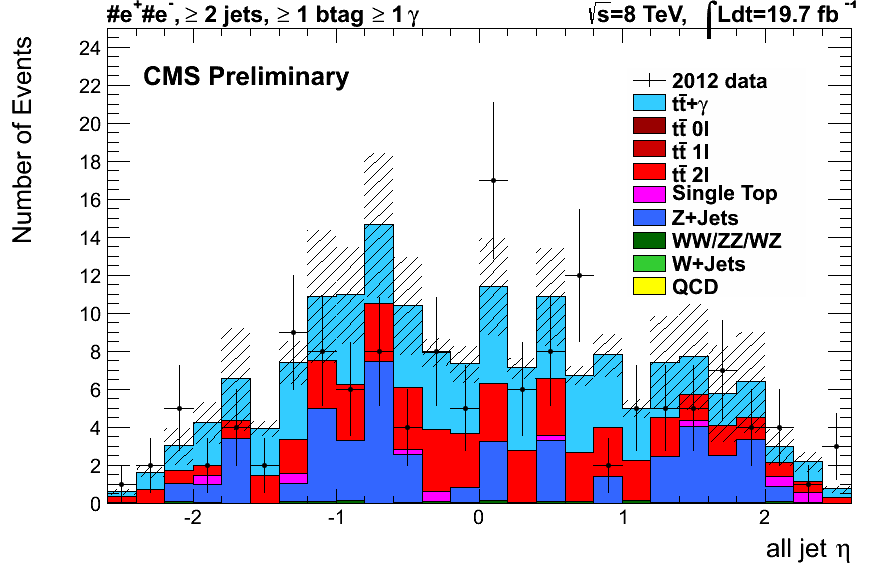 #e⁺#e⁻, ≥ 2 jets, ≥ 1 btag ≥ 1 γ √s=8 TeV, ∫Ldt=19.7 fb⁻¹
CMS Preliminary
2012 data
tt̄+γ
tt̄ 0l
tt̄ 1l
tt̄ 2l
Single Top
Z+Jets
WW/ZZ/WZ
W+Jets
QCD
Number of Events
24
22
20
18
16
14
12
10
8
6
4
2
0
-2 -1 0 1 2
all jet η